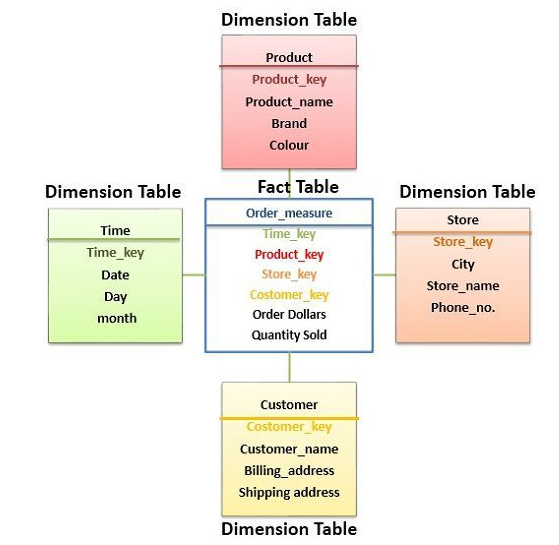 Dimension Table
Product
Product_key
Product_name
Brand
Colour
Dimension Table
Time
Time_key
Date
Day
month
Fact Table
Order_measure
Time_key
Product_key
Store_key
Costomer_key
Order Dollars
Quantity Sold
Dimension Table
Store
Store_key
City
Store_name
Phone_no.
Customer
Costomer_key
Customer_name
Billing_address
Shipping address
Dimension Table